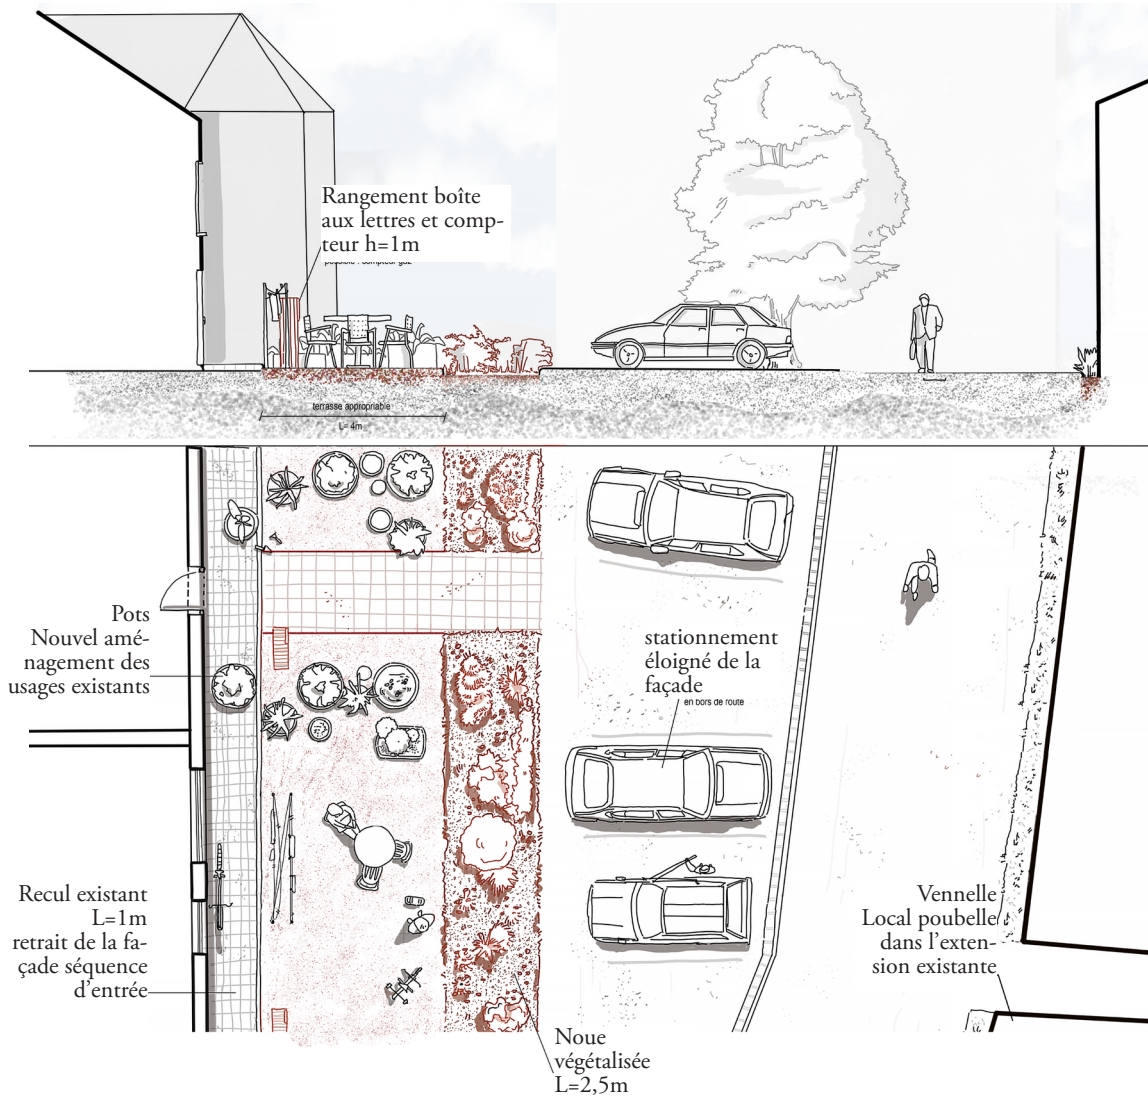 Rangement boîte
aux lettres et comp-
teur h=1m
terrasse appropriable
L= 4m
Pots
Nouvel amé-
nagement des
usages existants
stationnement
éloigné de la
façade
en bors de route
Recul existant
L=1m
retrait de la fa-
çade séquence
d'entrée
Vennelle
Local poubelle
dans l'exten-
sion existante
Noue
végétalisée
L=2,5m